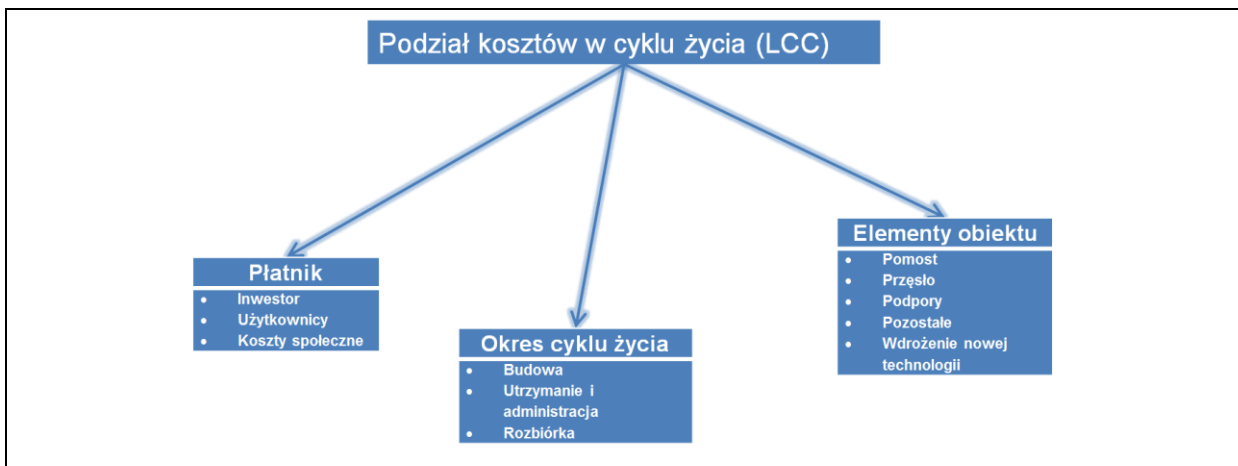 Podział kosztów w cyklu życia (LCC)
Płatnik
• Inwestor
• Użytkownicy
• Koszty społeczne
Okres cyklu życia
• Budowa
• Utrzymanie i
administracja
• Rozbiórka
Elementy obiektu
• Pomost
• Przęsło
• Podpory
• Pozostałe
• Wdrożenie nowej
technologii